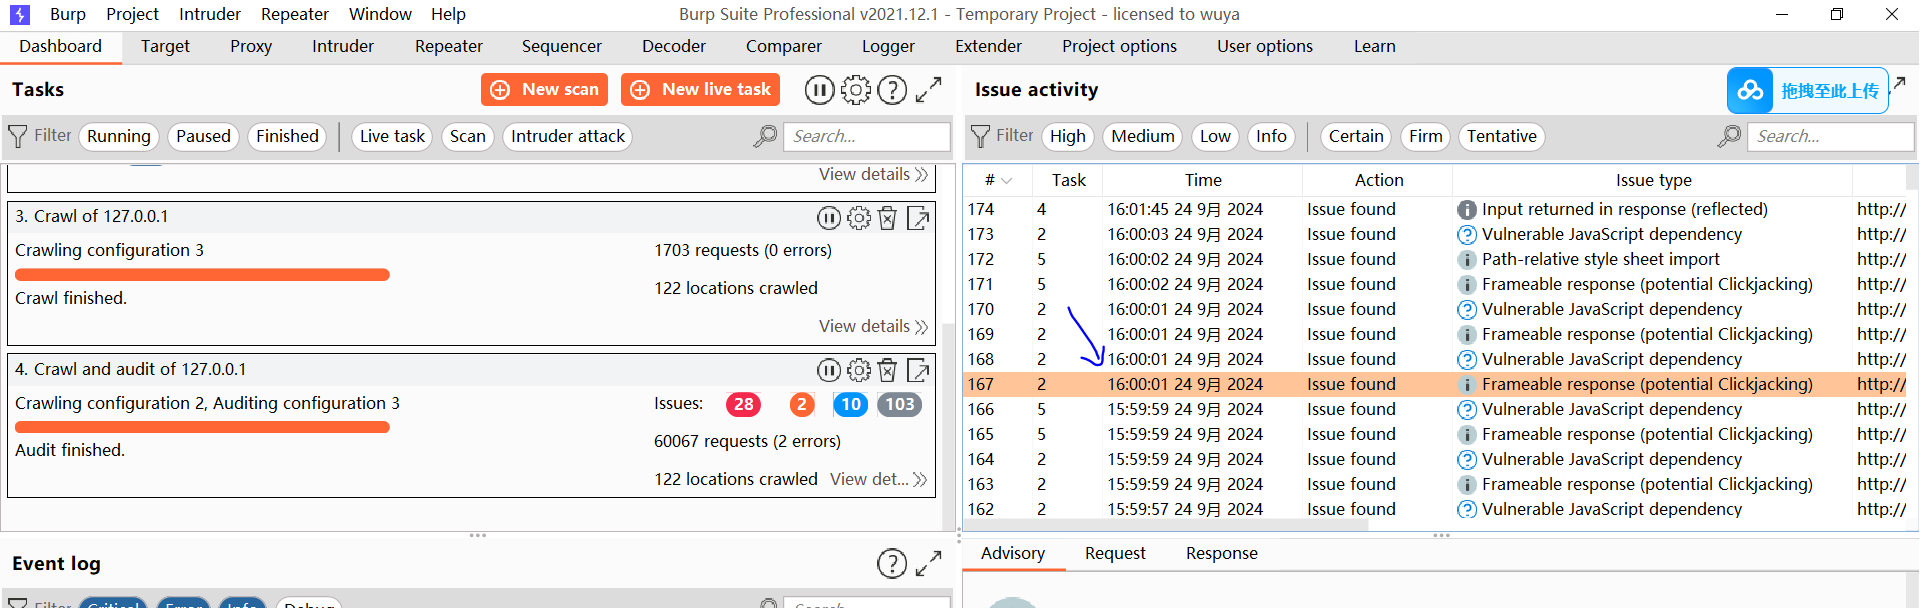 Burp Project Intruder Repeater Window Help Burp Suite Professional v2021.12.1 - Temporary Project - licensed to wuya
Dashboard Target Proxy Intruder Repeater Sequencer Decoder Comparer Logger Extender Project options User options Learn
Tasks New scan New live task
Filter Running Paused Finished Live task Scan Intruder attack Search...
View details
3. Crawl of 127.0.0.1
Crawling configuration 3 1703 requests (0 errors)
Crawl finished. 122 locations crawled
View details
4. Crawl and audit of 127.0.0.1
Crawling configuration 2, Auditing configuration 3 Issues: 28 2 10 103
60067 requests (2 errors)
Audit finished.
122 locations crawled View det...
Event log
Filter Critical Error Info Debug Search...
Issue activity 拖拽至此上传
Filter High Medium Low Info Certain Firm Tentative Search...
# Task Time Action Issue type
174 4 16:01:45 24 9月 2024 Issue found Input returned in response (reflected) http://
173 2 16:00:03 24 9月 2024 Issue found Vulnerable JavaScript dependency http://
172 5 16:00:02 24 9月 2024 Issue found Path-relative style sheet import http://
171 5 16:00:02 24 9月 2024 Issue found Frameable response (potential Clickjacking) http://
170 2 16:00:01 24 9月 2024 Issue found Vulnerable JavaScript dependency http://
169 2 16:00:01 24 9月 2024 Issue found Frameable response (potential Clickjacking) http://
168 2 16:00:01 24 9月 2024 Issue found Vulnerable JavaScript dependency http://
167 2 16:00:01 24 9月 2024 Issue found Frameable response (potential Clickjacking) http://
166 5 15:59:59 24 9月 2024 Issue found Vulnerable JavaScript dependency http://
165 5 15:59:59 24 9月 2024 Issue found Frameable response (potential Clickjacking) http://
164 2 15:59:59 24 9月 2024 Issue found Vulnerable JavaScript dependency http://
163 2 15:59:59 24 9月 2024 Issue found Frameable response (potential Clickjacking) http://
162 2 15:59:57 24 9月 2024 Issue found Vulnerable JavaScript dependency http://
Advisory Request Response